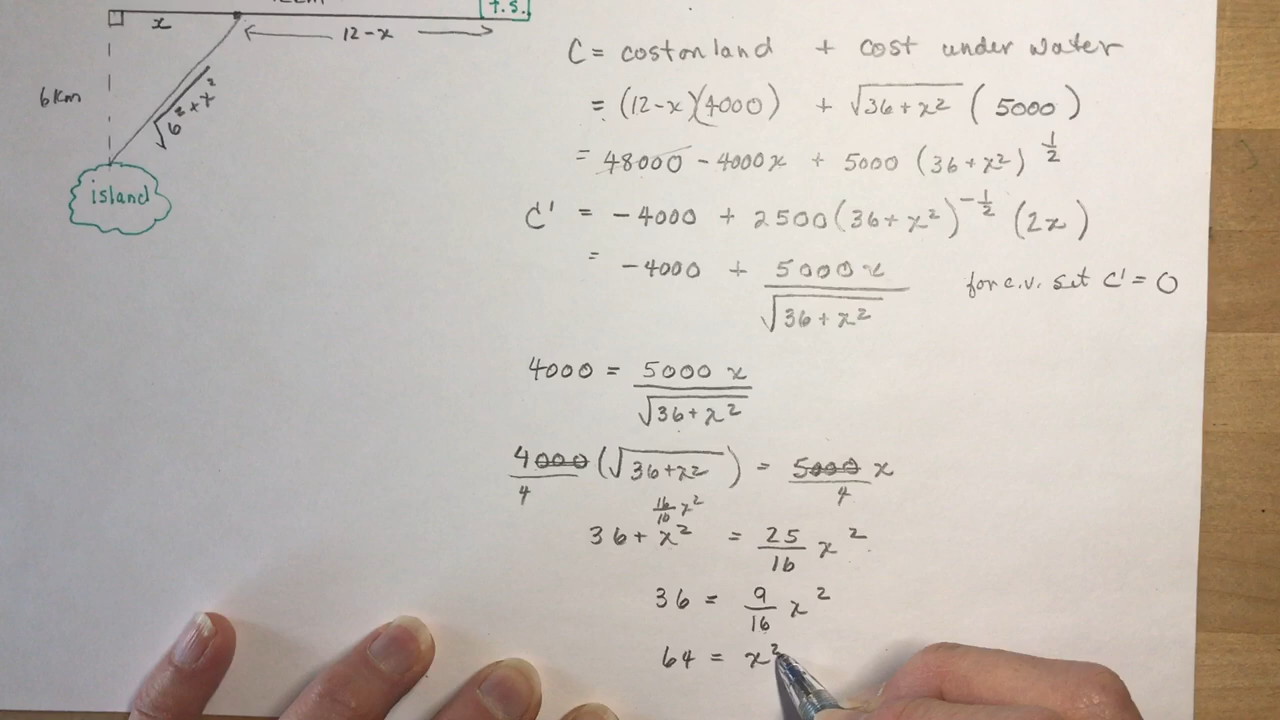 t.s.
x
12-x
6km
√6²+x²
island
C = cost on land + cost under water
= (12-x)(4000) + √36+x² (5000)
= 48000 - 4000x + 5000 (36+x²)^1/2
C' = -4000 + 2500(36+x²)^-1/2 (2x)
= -4000 + 5000x/√36+x² for c.v. set C' = 0
4000 = 5000x/√36+x²
4000/4 (√36+x²) = 5000/4 x
16/16 x²
36+x² = 25/16 x²
36 = 9/16 x²
64 = x²